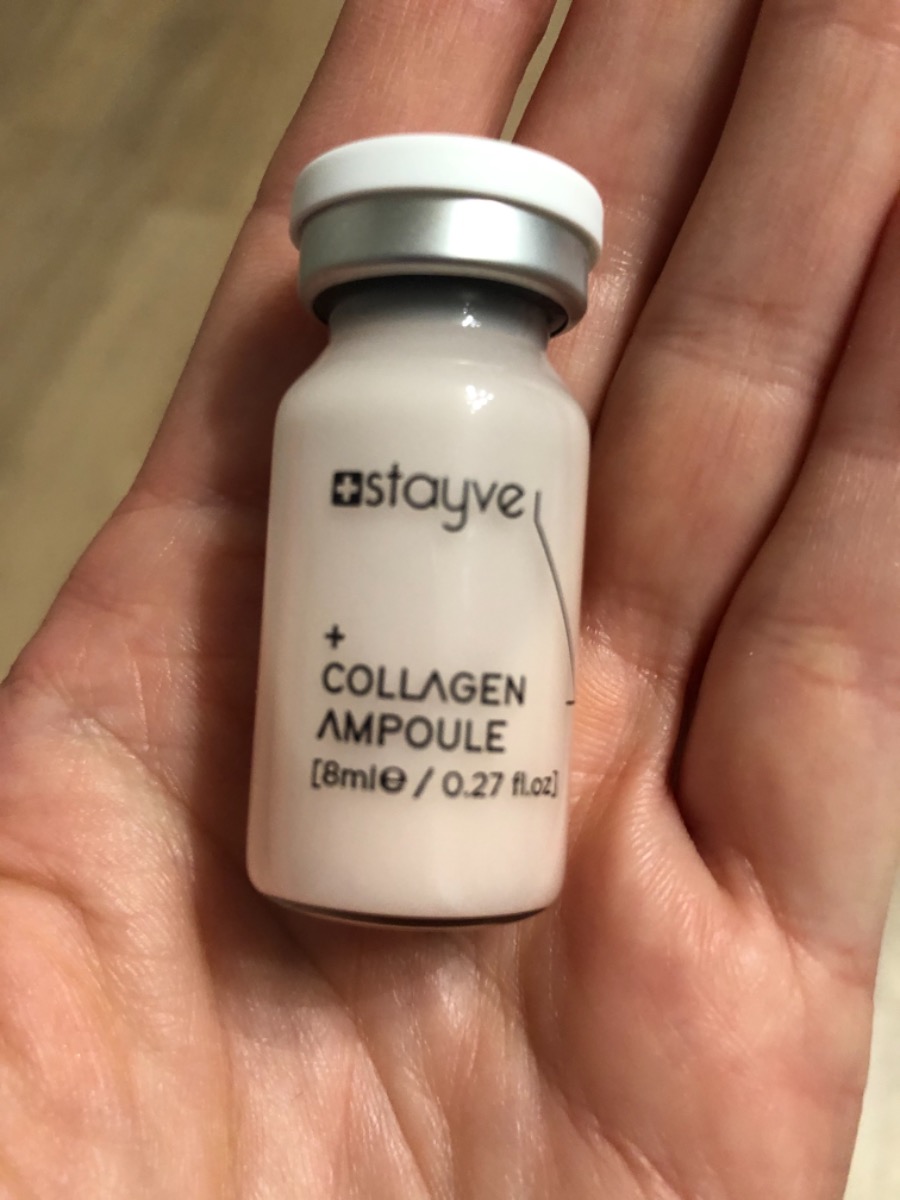 stayve
+
COLLAGEN
AMPOULE
[8ml℮ / 0.27 fl.oz]